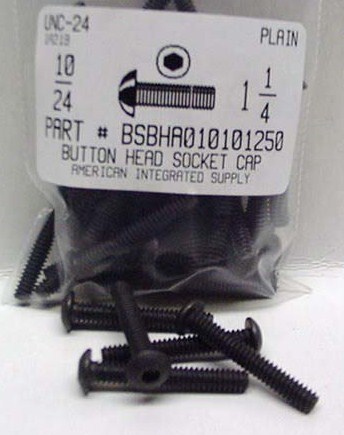 UNC-24
PLAIN
10
24
1 1
4
PART # BSBHA010101250
BUTTON HEAD SOCKET CAP
AMERICAN INTEGRATED SUPPLY